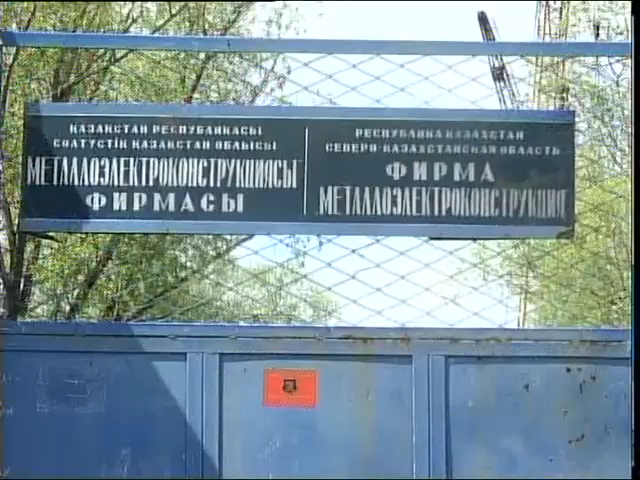 ҚАЗАҚСТАН РЕСПУБЛИКАСЫ
СОЛТҮСТІК ҚАЗАҚСТАН ОБЛЫСЫ
МЕТАЛЛОЭЛЕКТРОКОНСТРУКЦИЯСЫ
ФИРМАСЫ
РЕСПУБЛИКА КАЗАХСТАН
СЕВЕРО-КАЗАХСТАНСКАЯ ОБЛАСТЬ
ФИРМА
МЕТАЛЛОЭЛЕКТРОКОНСТРУКЦИЯ